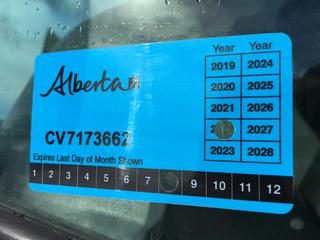 Year Year
Alberta
2019 2024
2020 2025
2021 2026
2027
CV7173662
2023 2028
Expires Last Day of Month Shown
1 2 3 4 5 6 7 9 10 11 12